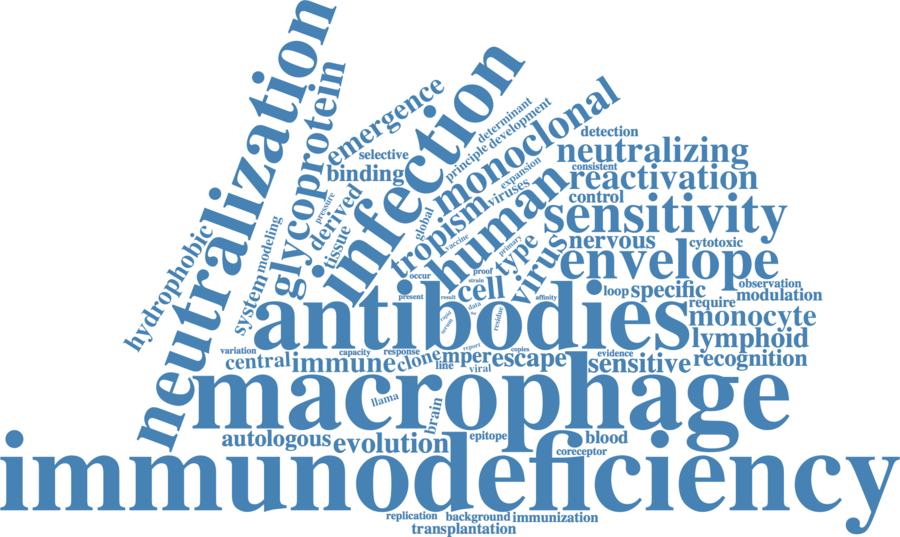 neutralization
glycoprotein
hydrophobic
system modeling
emergence
selective
binding
pressure
derived
tissue
infection
determinant
principle development
monoclonal
expansion
viruses
global
tropism
vaccine
human
primary
type
virus
detection
neutralizing
consistent
reactivation
control
sensitivity
nervous
cytotoxic
envelope
occur
proof
strain
cell
present
result
data
rapid
serum
residue
affinity
loop
specific
observation
modulation
require
antibodies
monocyte
lymphoid
variation
central
immune
capacity
response
clone
line
mper
report
viral
copies
escape
evidence
sensitive
recognition
macrophage
llama
brain
autologous
evolution
epitope
blood
coreceptor
immunodeficiency
replication
background
immunization
transplantation